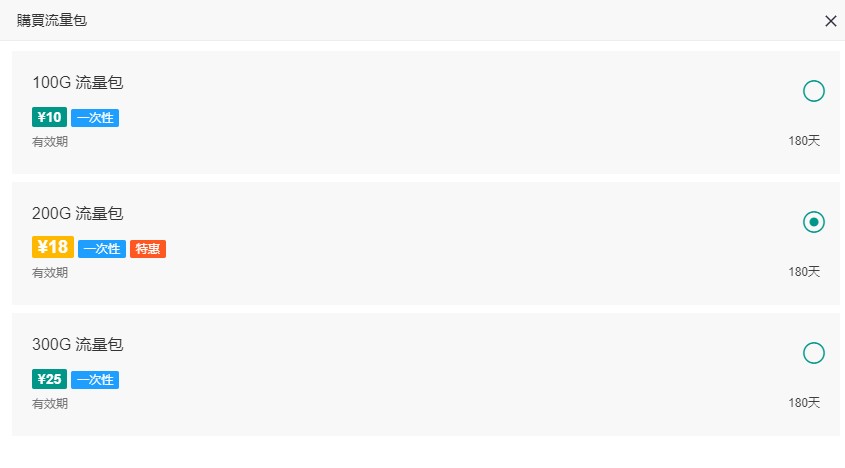 購買流量包
100G 流量包
¥10 一次性
有效期 180天
200G 流量包
¥18 一次性 特惠
有效期 180天
300G 流量包
¥25 一次性
有效期 180天